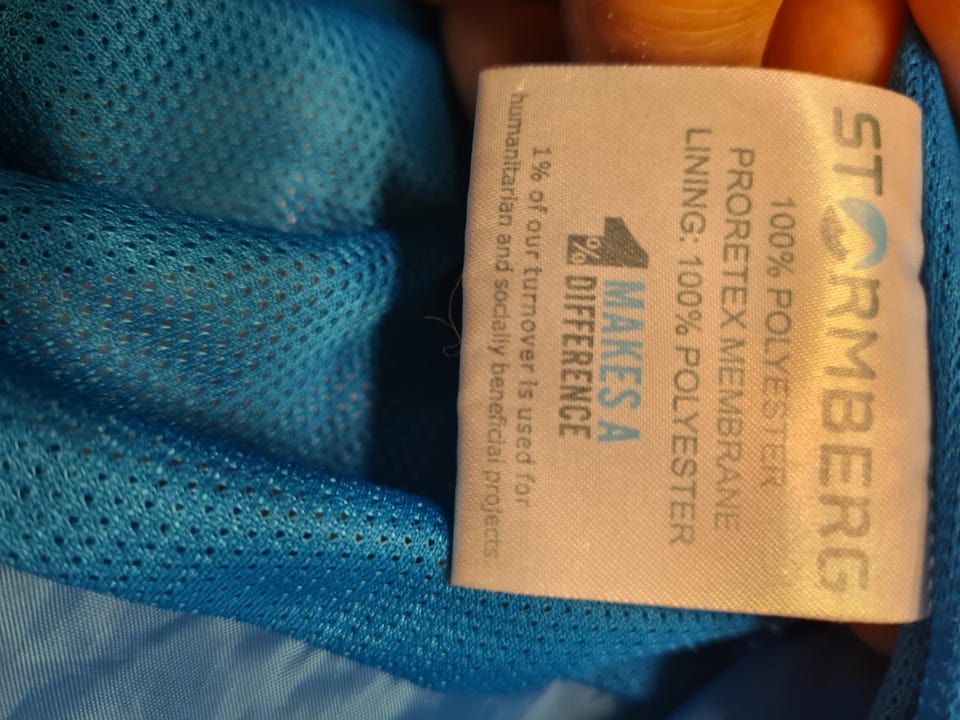 STORMBERG
100% POLYESTER
PRORETEX MEMBRANE
LINING: 100% POLYESTER
1% MAKES A
DIFFERENCE
1% of our turnover is used for
humanitarian and socially beneficial projects